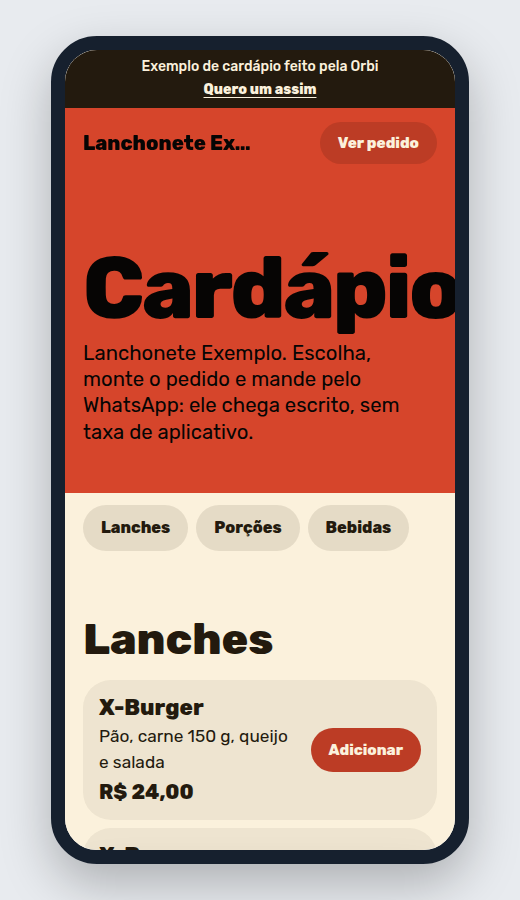 Exemplo de cardápio feito pela Orbi
Quero um assim
Lanchonete Ex...
Ver pedido
Cardápio
Lanchonete Exemplo. Escolha,
monte o pedido e mande pelo
WhatsApp: ele chega escrito, sem
taxa de aplicativo.
Lanches
Porções
Bebidas
Lanches
X-Burger
Pão, carne 150 g, queijo
e salada
R$ 24,00
Adicionar